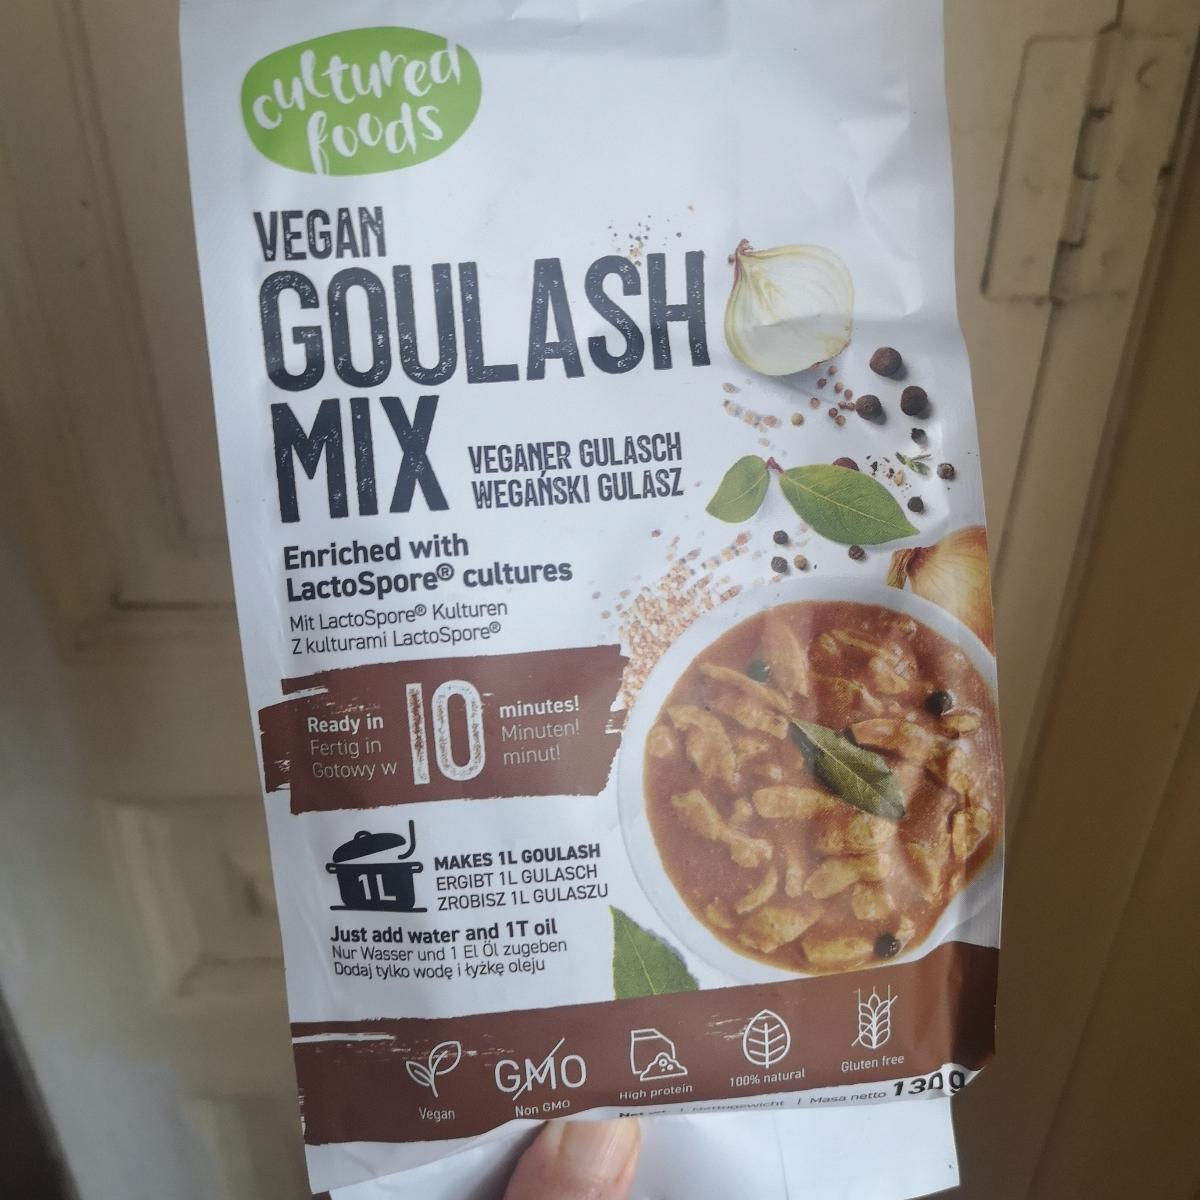 cultured
foods
VEGAN
GOULASH
MIX
VEGANER GULASCH
WEGAŃSKI GULASZ
Enriched with
LactoSpore® cultures
Mit LactoSpore® Kulturen
Z kulturami LactoSpore®
Ready in
Fertig in
Gotowy w
10
minutes!
Minuten!
minut!
1L
MAKES 1L GOULASH
ERGIBT 1L GULASCH
ZROBISZ 1L GULASZU
Just add water and 1T oil
Nur Wasser und 1 El Öl zugeben
Dodaj tylko wodę i łyżkę oleju
Vegan
GMO
Non GMO
High protein
100% natural
Gluten free
Net wt. | Nettogewicht | Masa netto 130g